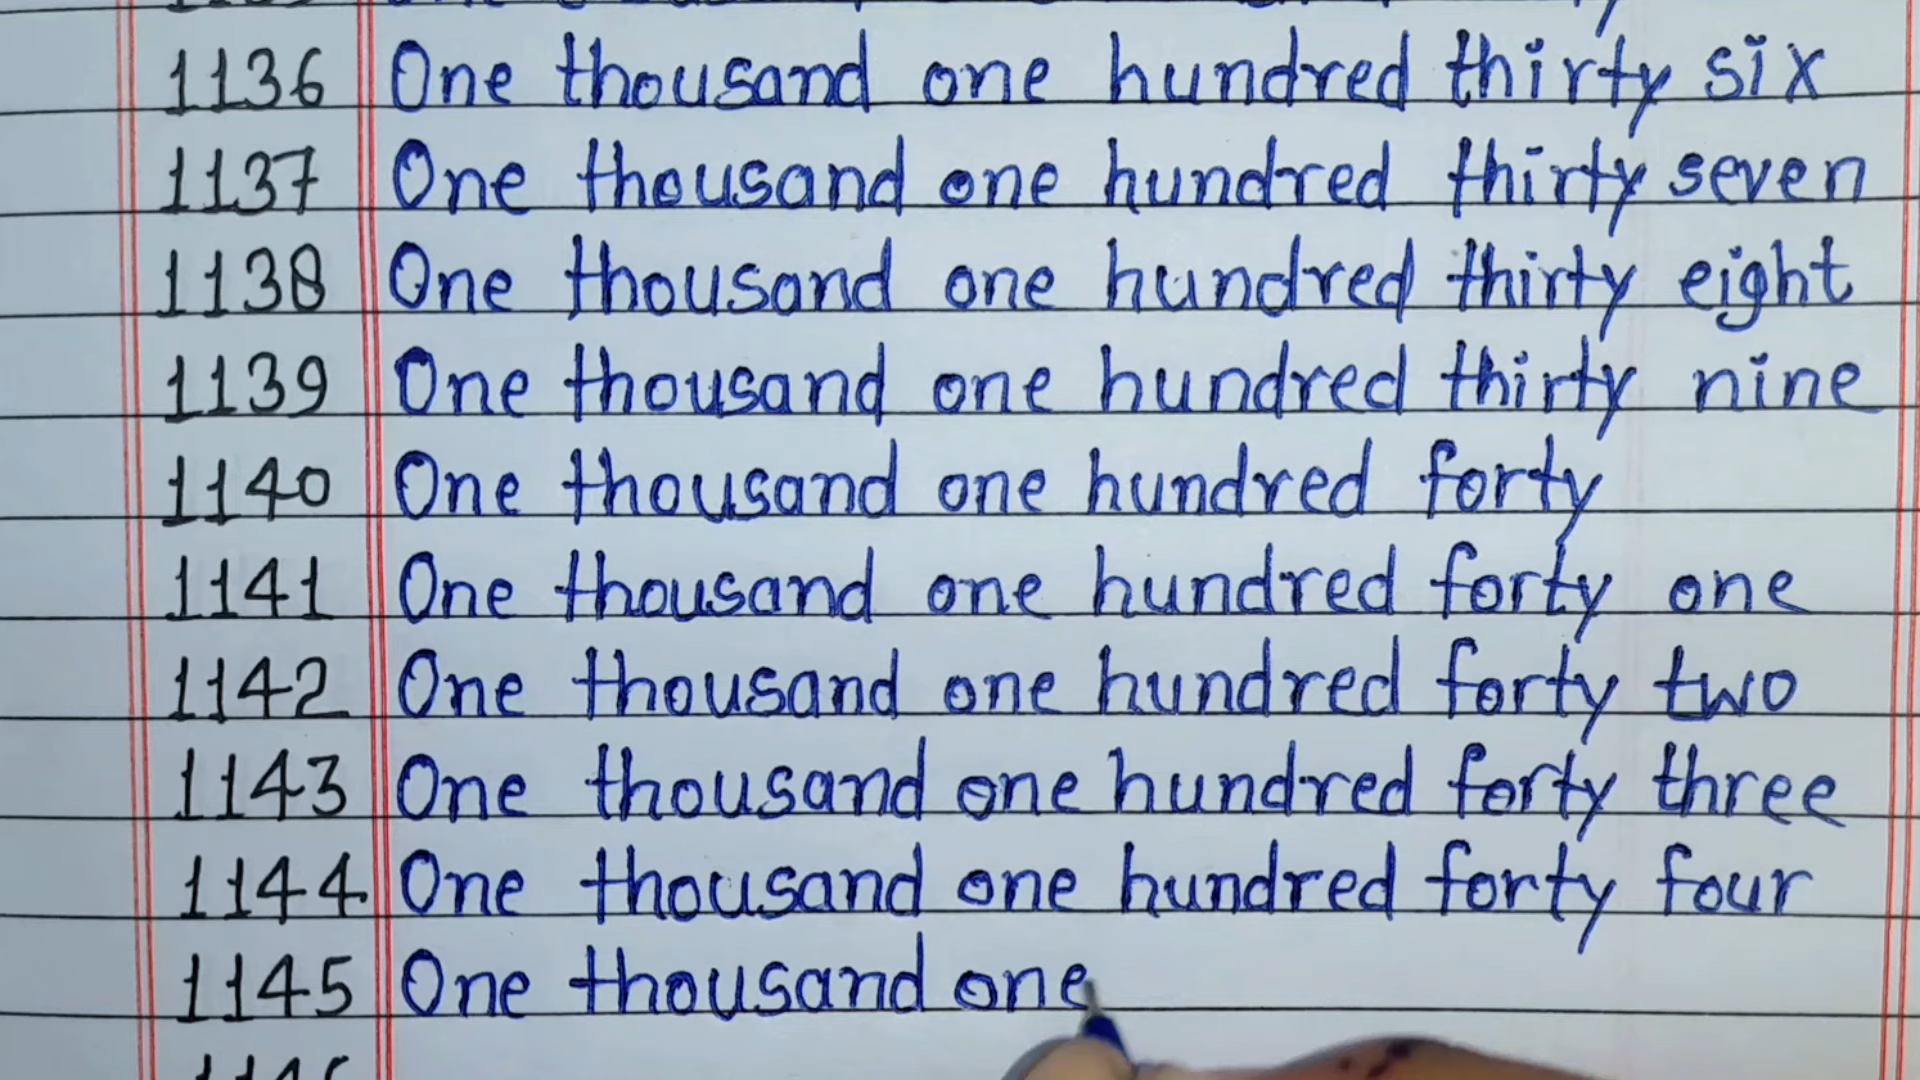 1136 One thousand one hundred thirty six
1137 One thousand one hundred thirty seven
1138 One thousand one hundred thirty eight
1139 One thousand one hundred thirty nine
1140 One thousand one hundred forty
1141 One thousand one hundred forty one
1142 One thousand one hundred forty two
1143 One thousand one hundred forty three
1144 One thousand one hundred forty four
1145 One thousand one